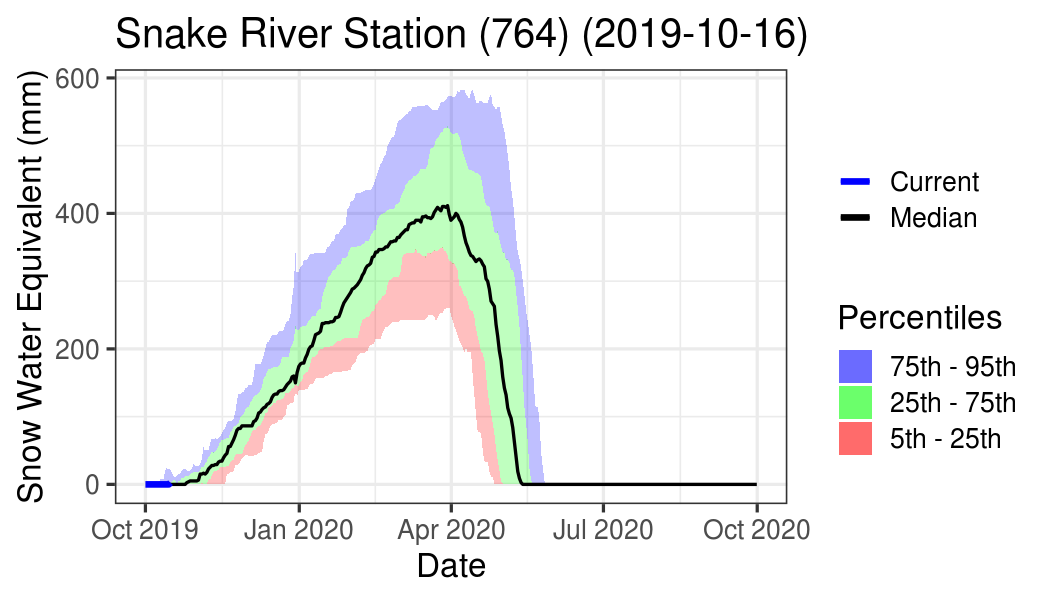 Snake River Station (764) (2019-10-16)
Snow Water Equivalent (mm)
600
400
200
0
Oct 2019
Jan 2020
Apr 2020
Jul 2020
Oct 2020
Date
Current
Median
Percentiles
75th - 95th
25th - 75th
5th - 25th